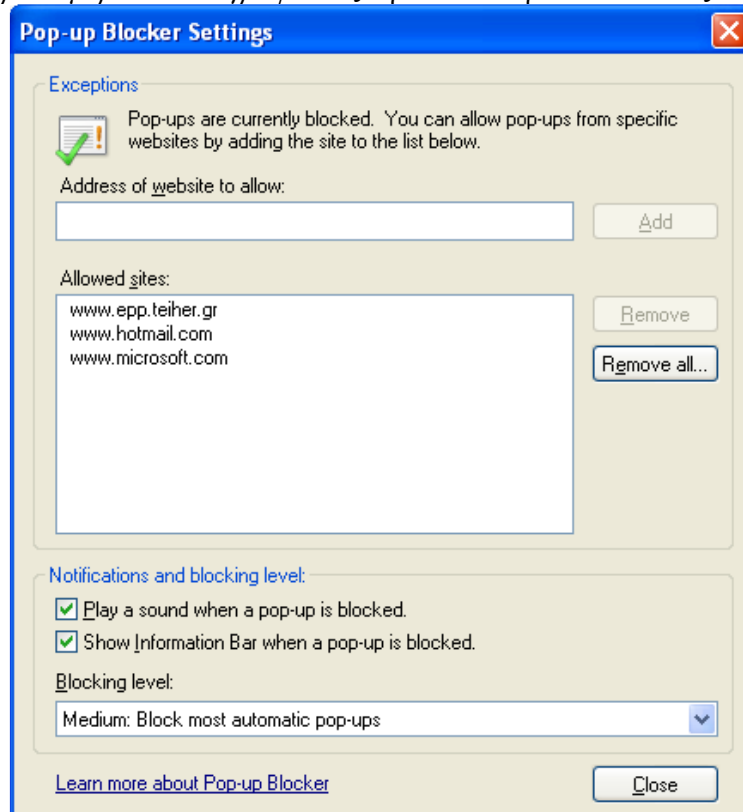 Pop-up Blocker Settings
Exceptions
Pop-ups are currently blocked. You can allow pop-ups from specific
websites by adding the site to the list below.
Address of website to allow:
Add
Allowed sites:
www.epp.teiher.gr
www.hotmail.com
www.microsoft.com
Remove
Remove all...
Notifications and blocking level:
Play a sound when a pop-up is blocked.
Show Information Bar when a pop-up is blocked.
Blocking level:
Medium: Block most automatic pop-ups
Learn more about Pop-up Blocker
Close